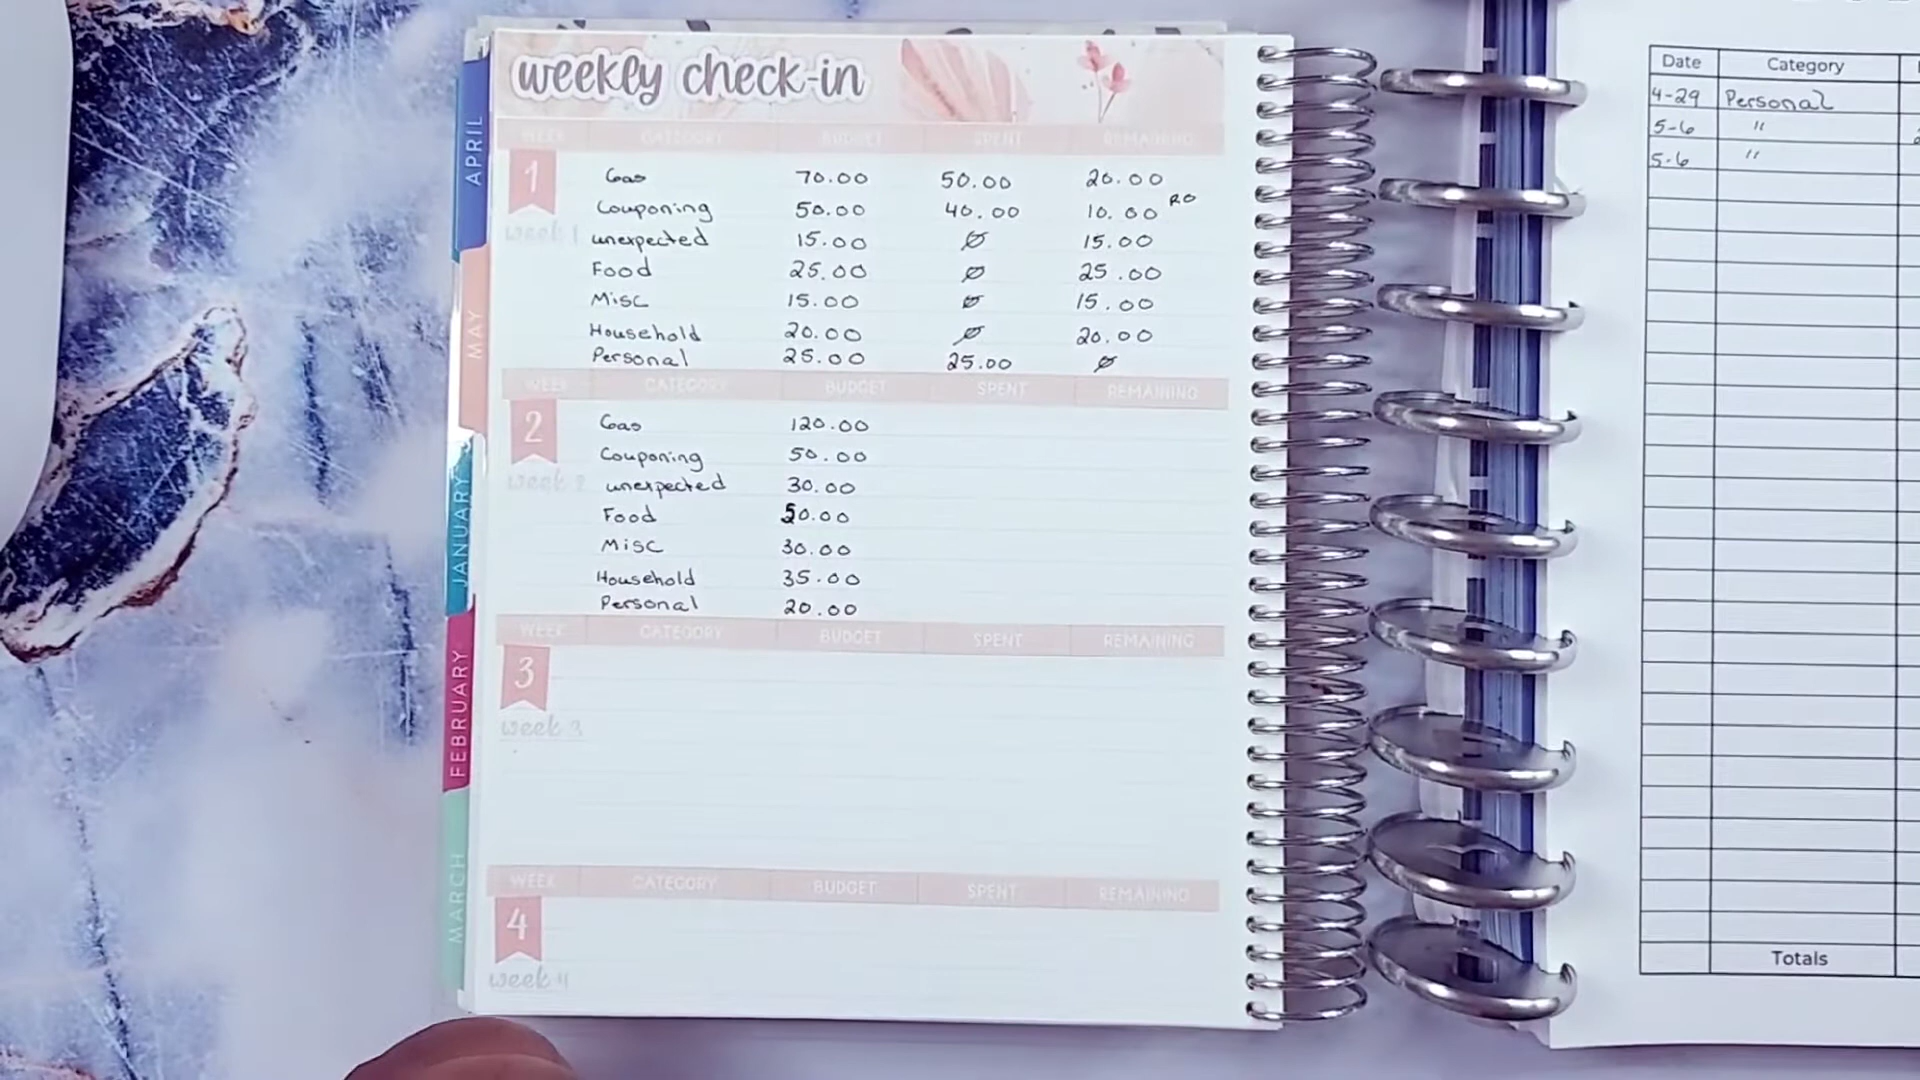 weekly check-in
WEEK CATEGORY BUDGET SPENT REMAINING
1 Gas 70.00 50.00 20.00
Couponing 50.00 40.00 10.00 RO
week 1 unexpected 15.00 Ø 15.00
Food 25.00 Ø 25.00
Misc 15.00 Ø 15.00
Household 20.00 Ø 20.00
Personal 25.00 25.00 Ø
WEEK CATEGORY BUDGET SPENT REMAINING
2 Gas 120.00
Couponing 50.00
week 2 unexpected 30.00
Food 50.00
Misc 30.00
Household 35.00
Personal 20.00
WEEK CATEGORY BUDGET SPENT REMAINING
3
week 3
WEEK CATEGORY BUDGET SPENT REMAINING
4
week 4
APRIL
MAY
JANUARY
FEBRUARY
MARCH
Date Category
4-29 Personal
5-6 "
5-6 "
Totals